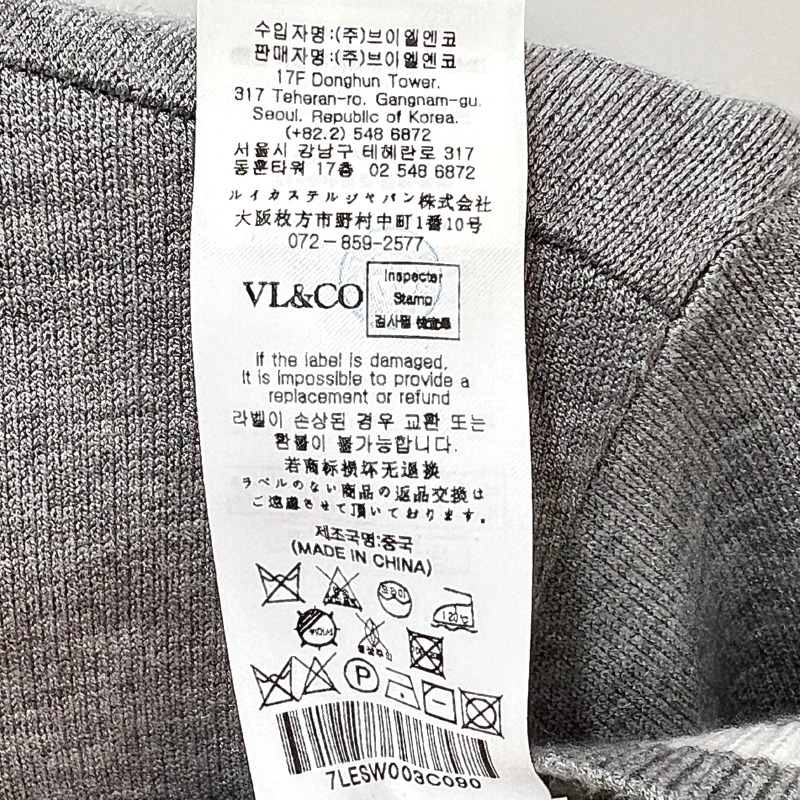 수입자명:(주)브이엘엔코
판매자명:(주)브이엘엔코
17F Donghun Tower,
317 Teheran-ro, Gangnam-gu.
Seoul, Republic of Korea.
(+82.2) 548 6872
서울시 강남구 테헤란로 317
동훈타워 17층 02 548 6872
ルイカステルジャパン株式会社
大阪枚方市野村中町1番10号
072-859-2577
VL&CO
Inspecter
Stamp
검사필
if the label is damaged,
It is impossible to provide a
replacement or refund
라벨이 손상된 경우 교환 또는
환불이 불가능합니다.
若商标损坏无退换
ラベルのない商品の返品交換は
ご遠慮させて頂いております。
제조국명:중국
(MADE IN CHINA)
드라이
120℃
P
7LESW003C090